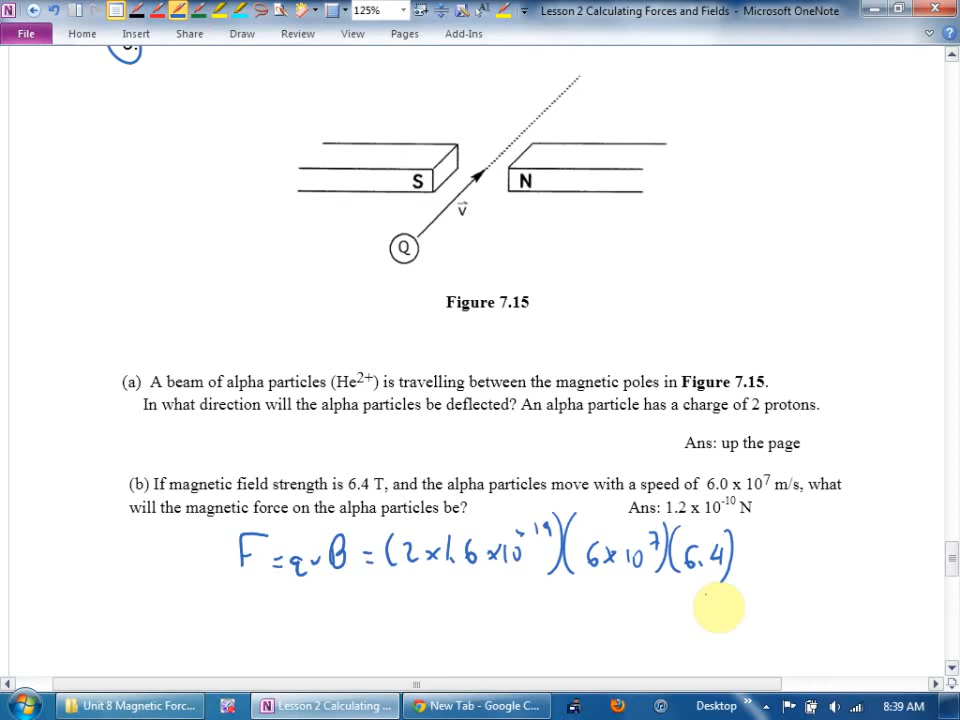 125%
Lesson 2 Calculating Forces and Fields - Microsoft OneNote
File Home Insert Share Draw Review View Pages Add-Ins
S
N
v⃗
Q
Figure 7.15
(a) A beam of alpha particles (He²⁺) is travelling between the magnetic poles in Figure 7.15.
In what direction will the alpha particles be deflected? An alpha particle has a charge of 2 protons.
Ans: up the page
(b) If magnetic field strength is 6.4 T, and the alpha particles move with a speed of 6.0 x 10⁷ m/s, what
will the magnetic force on the alpha particles be? Ans: 1.2 x 10⁻¹⁰ N
F = qvB = (2 × 1.6 × 10⁻¹⁹)(6 × 10⁷)(6.4)
Unit 8 Magnetic Forc... Lesson 2 Calculating ... New Tab - Google C... Desktop 8:39 AM